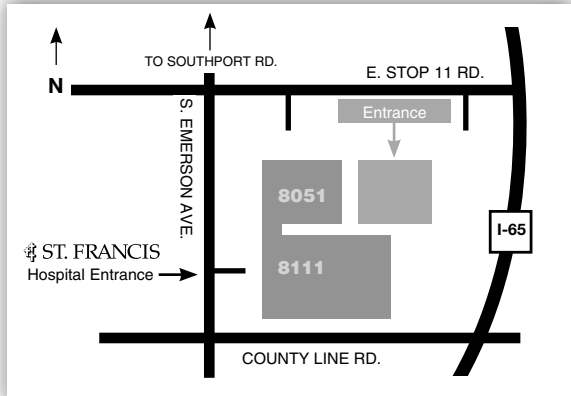 TO SOUTHPORT RD.
E. STOP 11 RD.
N
S. EMERSON AVE.
Entrance
8051
I-65
ST. FRANCIS
Hospital Entrance
8111
COUNTY LINE RD.